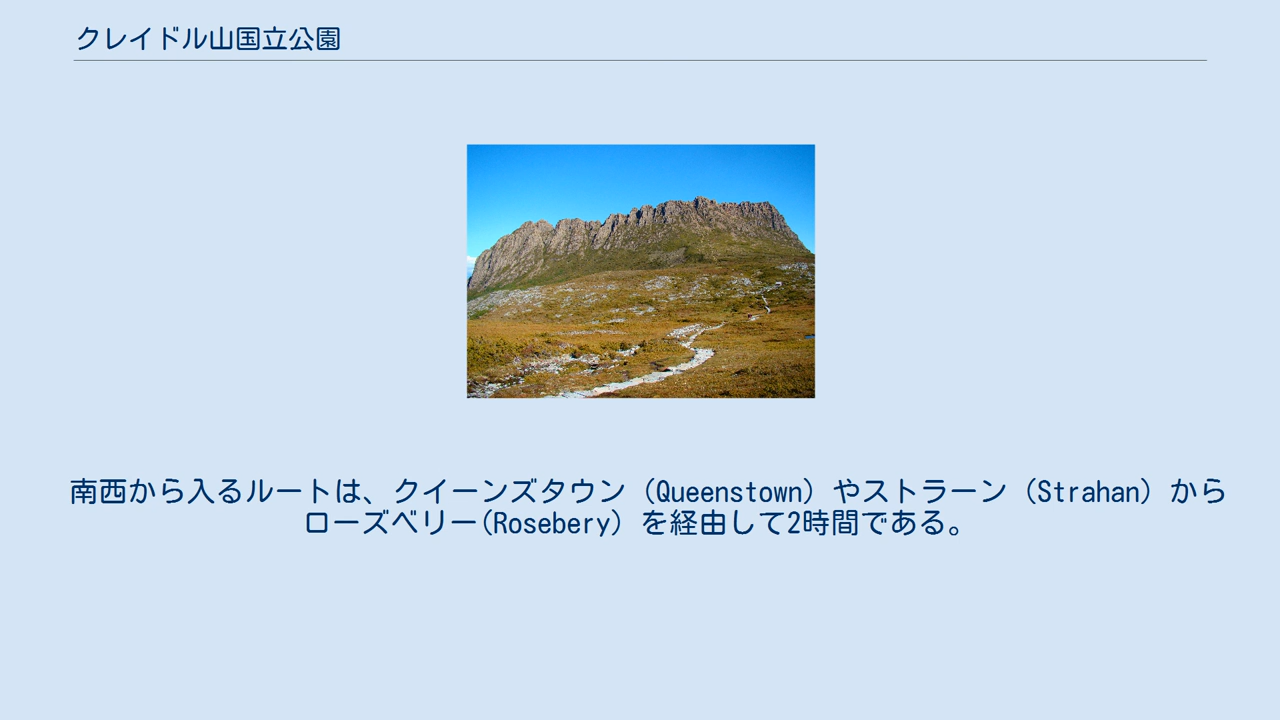 クレイドル山国立公園
南西から入るルートは、クイーンズタウン（Queenstown）やストラーン（Strahan）から
ローズベリー(Rosebery）を経由して2時間である。